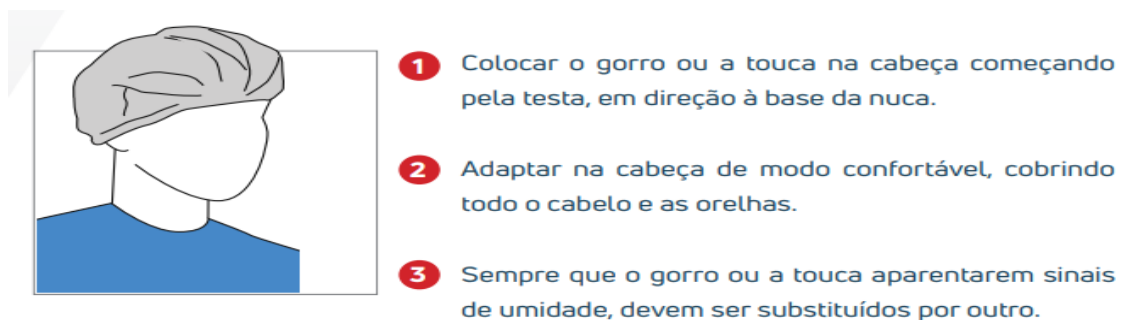 1 Colocar o gorro ou a touca na cabeça começando
pela testa, em direção à base da nuca.
2 Adaptar na cabeça de modo confortável, cobrindo
todo o cabelo e as orelhas.
3 Sempre que o gorro ou a touca aparentarem sinais
de umidade, devem ser substituídos por outro.